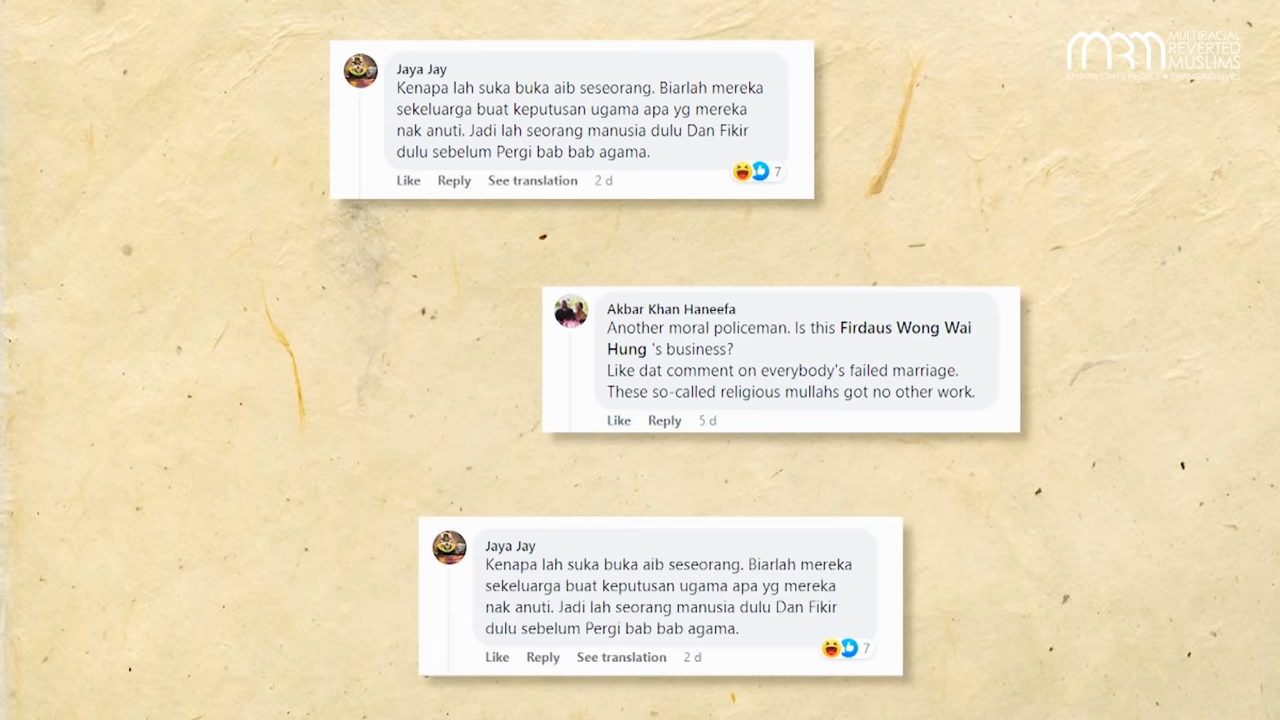 MRM
MULTIRACIAL
REVERTED
MUSLIMS
EMPOWERING PEOPLE • CHANGING LIVES
Jaya Jay
Kenapa lah suka buka aib seseorang. Biarlah mereka
sekeluarga buat keputusan ugama apa yg mereka
nak anuti. Jadi lah seorang manusia dulu Dan Fikir
dulu sebelum Pergi bab bab agama.
7
Like Reply See translation 2 d
Akbar Khan Haneefa
Another moral policeman. Is this Firdaus Wong Wai
Hung 's business?
Like dat comment on everybody's failed marriage.
These so-called religious mullahs got no other work.
Like Reply 5 d
Jaya Jay
Kenapa lah suka buka aib seseorang. Biarlah mereka
sekeluarga buat keputusan ugama apa yg mereka
nak anuti. Jadi lah seorang manusia dulu Dan Fikir
dulu sebelum Pergi bab bab agama.
7
Like Reply See translation 2 d